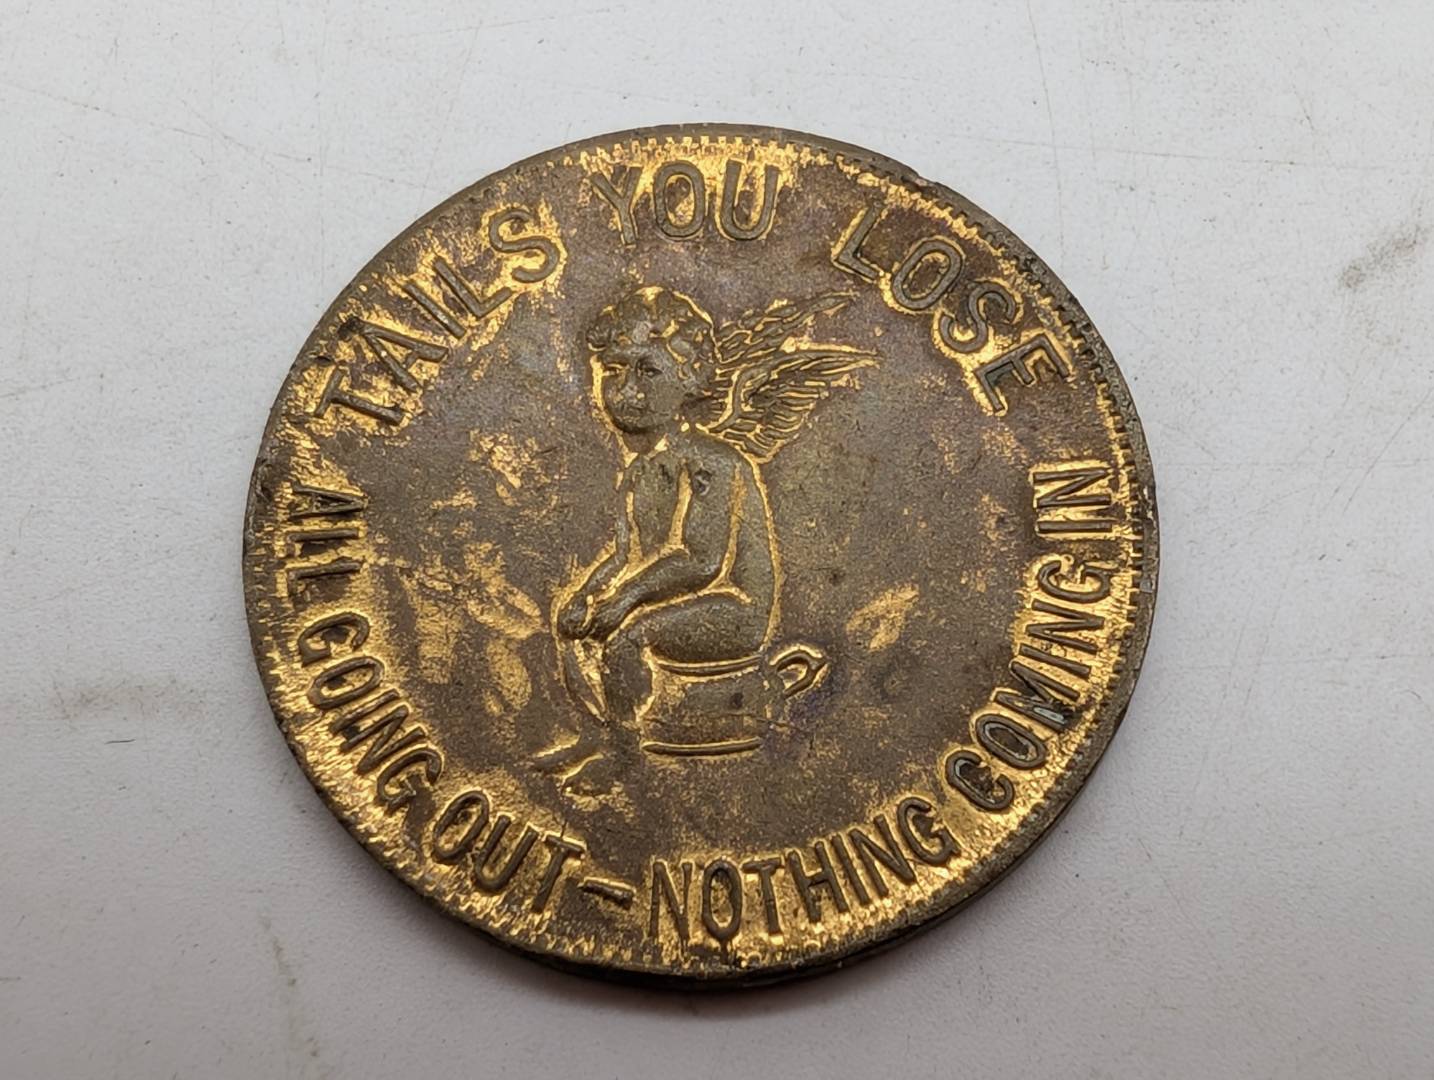 TAILS YOU LOSE
ALL GOING OUT - NOTHING COMING IN